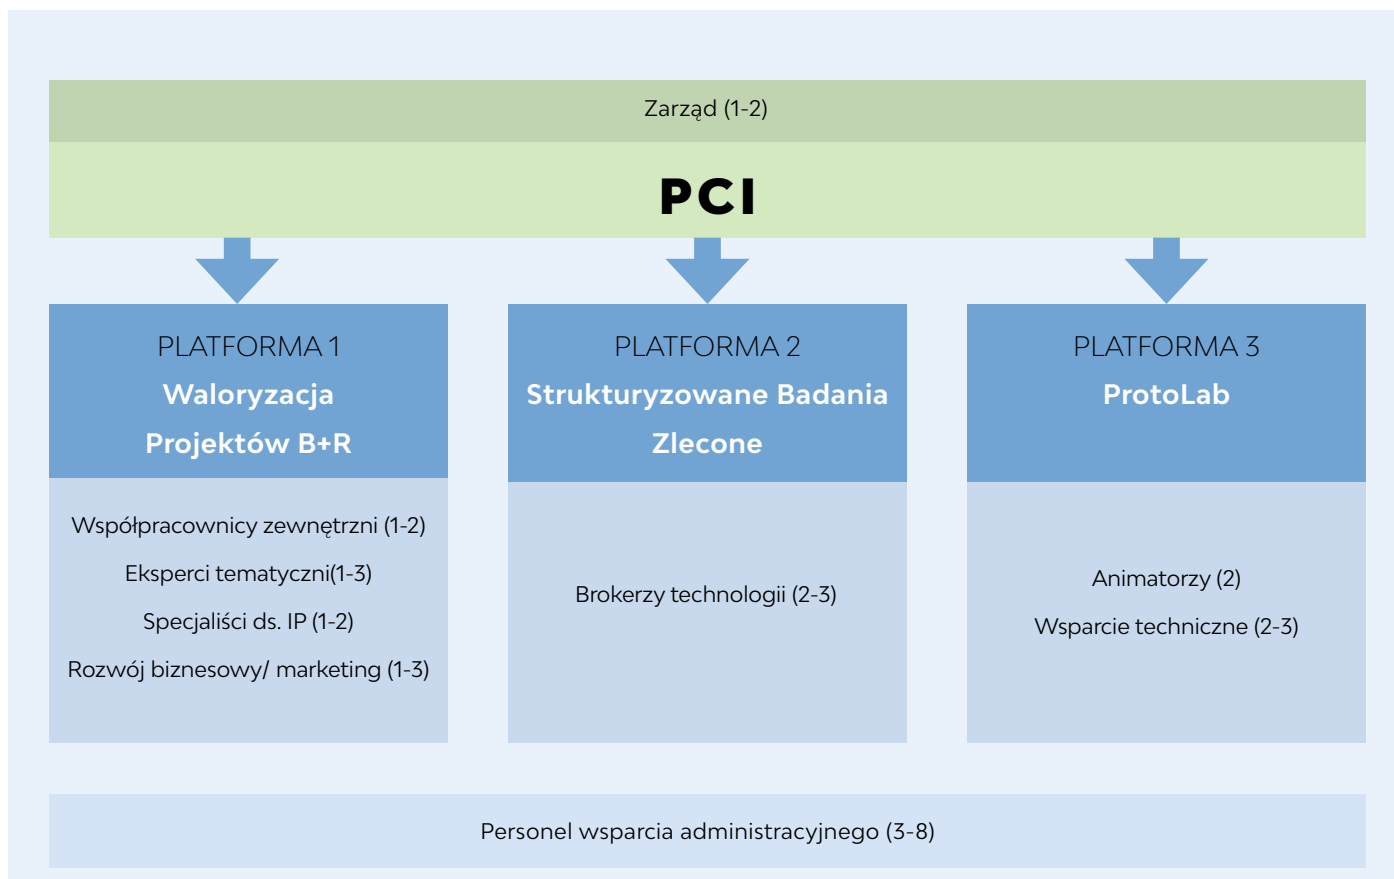 Zarząd (1-2)
PCI
PLATFORMA 1
Waloryzacja
Projektów B+R
Współpracownicy zewnętrzni (1-2)
Eksperci tematyczni(1-3)
Specjaliści ds. IP (1-2)
Rozwój biznesowy/ marketing (1-3)
PLATFORMA 2
Strukturyzowane Badania
Zlecone
Brokerzy technologii (2-3)
PLATFORMA 3
ProtoLab
Animatorzy (2)
Wsparcie techniczne (2-3)
Personel wsparcia administracyjnego (3-8)